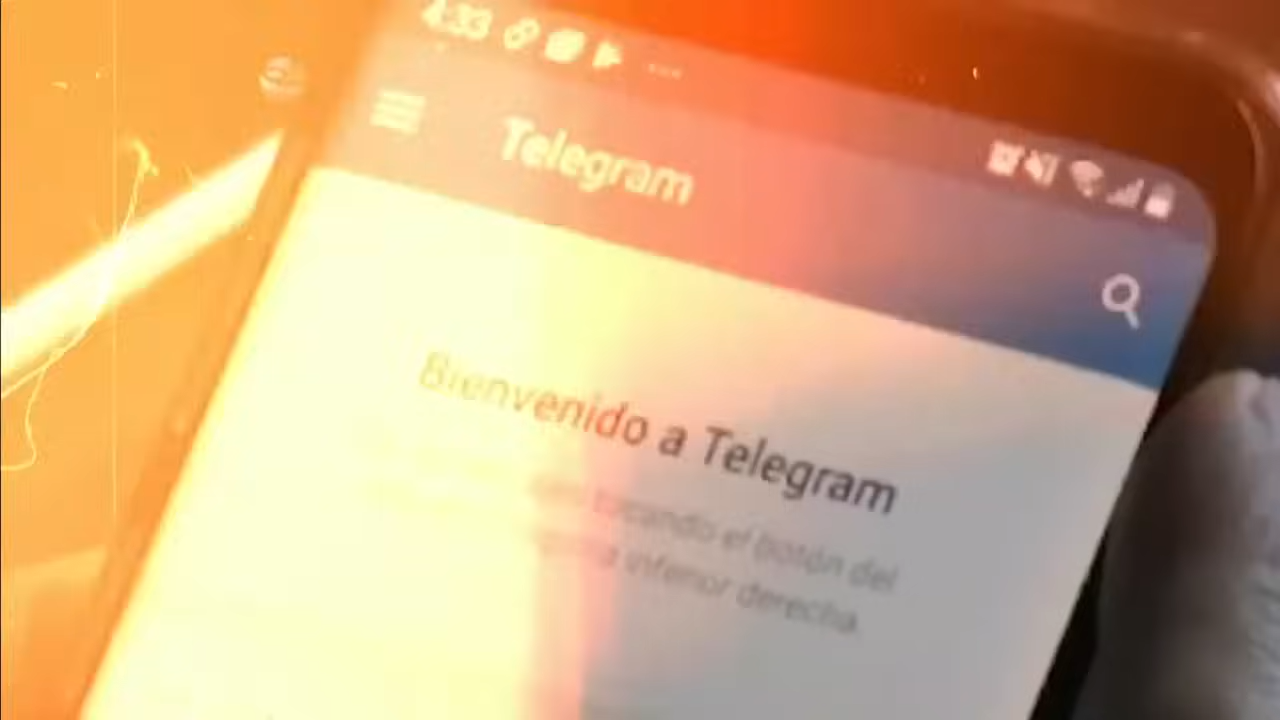 4:33
Telegram
Bienvenido a Telegram
tocando el botón del
inferior derecha.